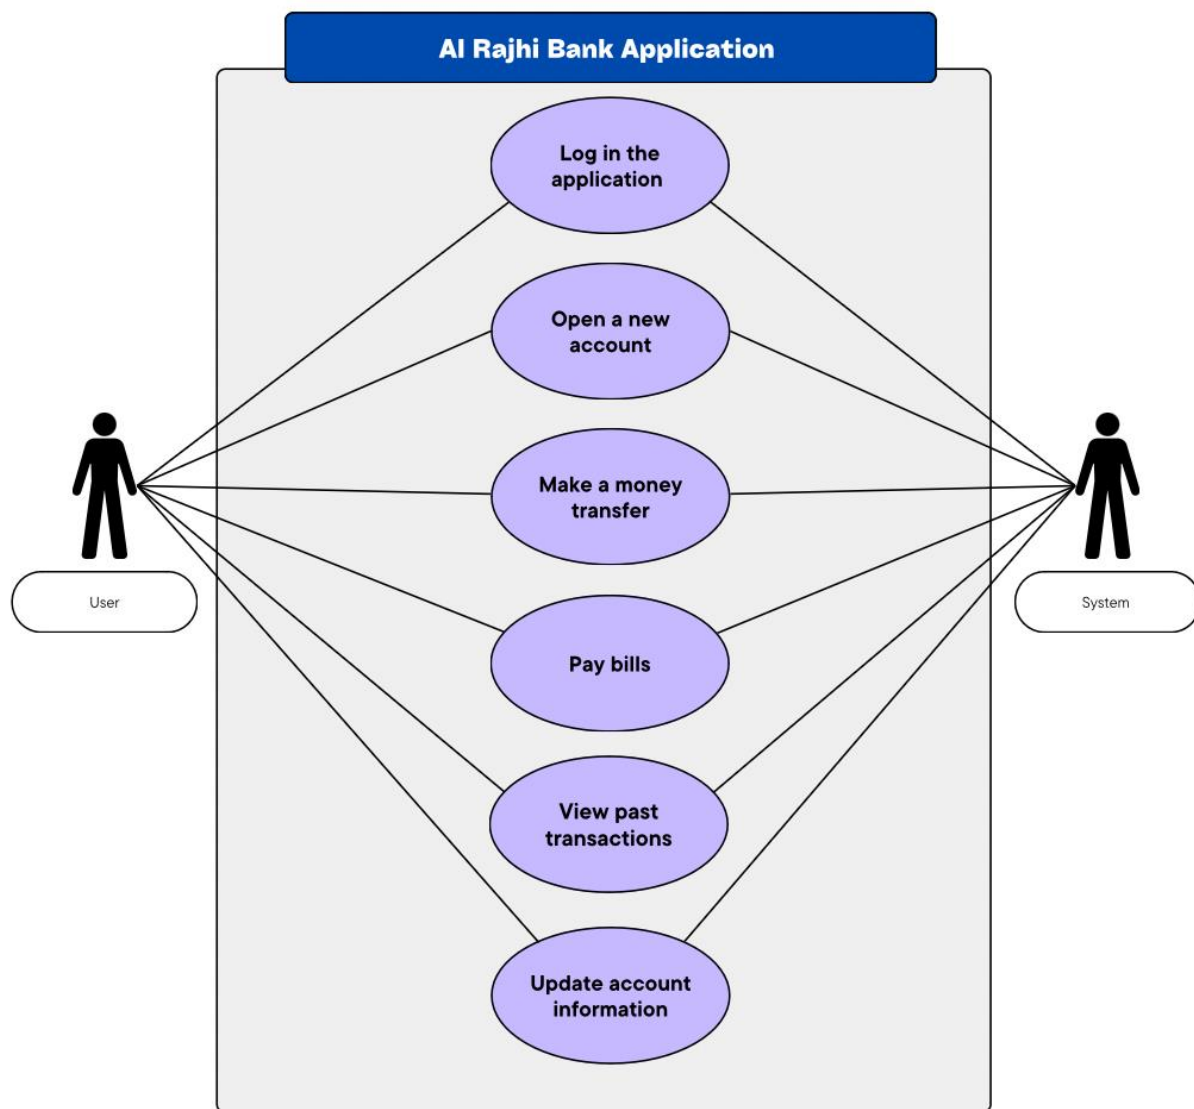 Al Rajhi Bank Application
Log in the
application
Open a new
account
Make a money
transfer
User
System
Pay bills
View past
transactions
Update account
information